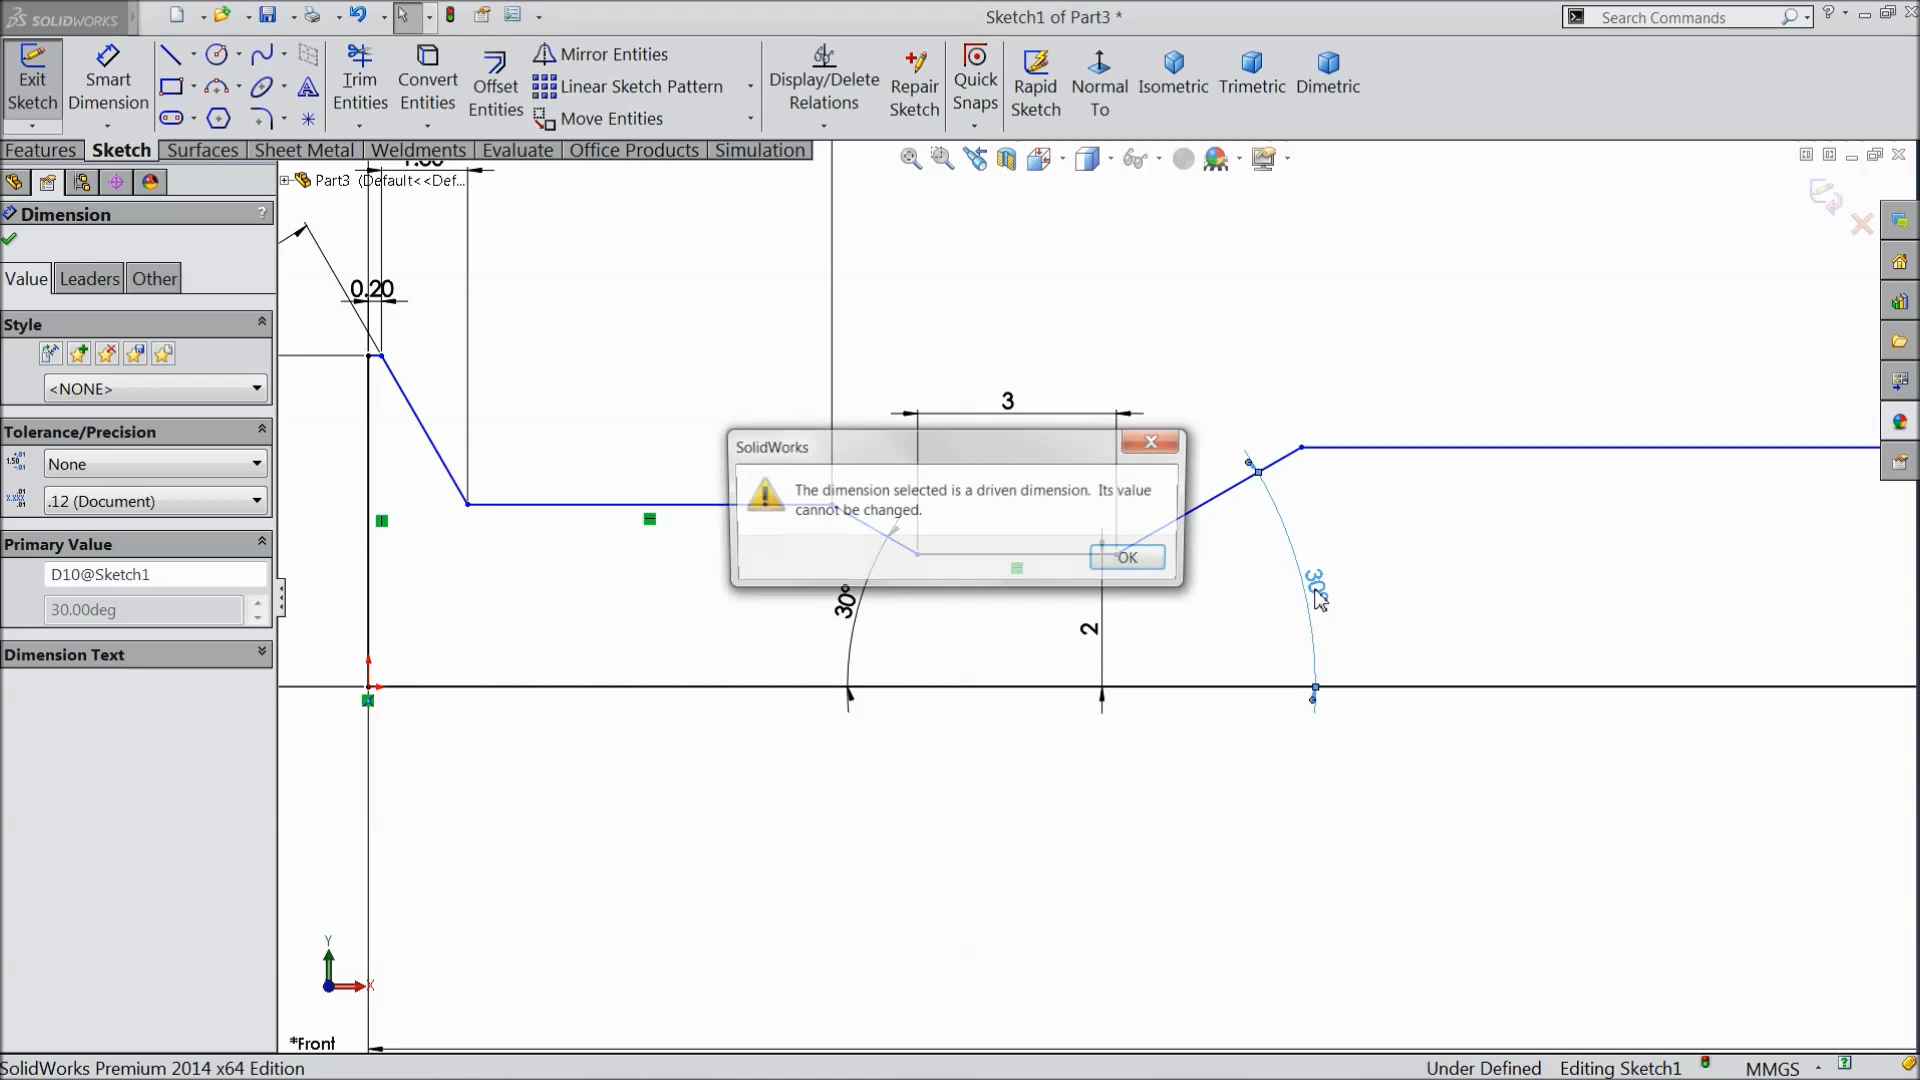 SOLIDWORKS
Sketch1 of Part3 *
Search Commands
Exit
Sketch
Smart
Dimension
Trim
Entities
Convert
Entities
Offset
Entities
Mirror Entities
Linear Sketch Pattern
Move Entities
Display/Delete
Relations
Repair
Sketch
Quick
Snaps
Rapid
Sketch
Normal
To
Isometric
Trimetric
Dimetric
Features
Sketch
Surfaces
Sheet Metal
Weldments
Evaluate
Office Products
Simulation
Part3 (Default<<Def...
Dimension
?
Value
Leaders
Other
Style
<NONE>
Tolerance/Precision
None
.12 (Document)
Primary Value
D10@Sketch1
30.00deg
Dimension Text
0.20
3
SolidWorks
The dimension selected is a driven dimension. Its value
cannot be changed.
OK
30°
2
30°
Y
X
*Front
SolidWorks Premium 2014 x64 Edition
Under Defined
Editing Sketch1
MMGS